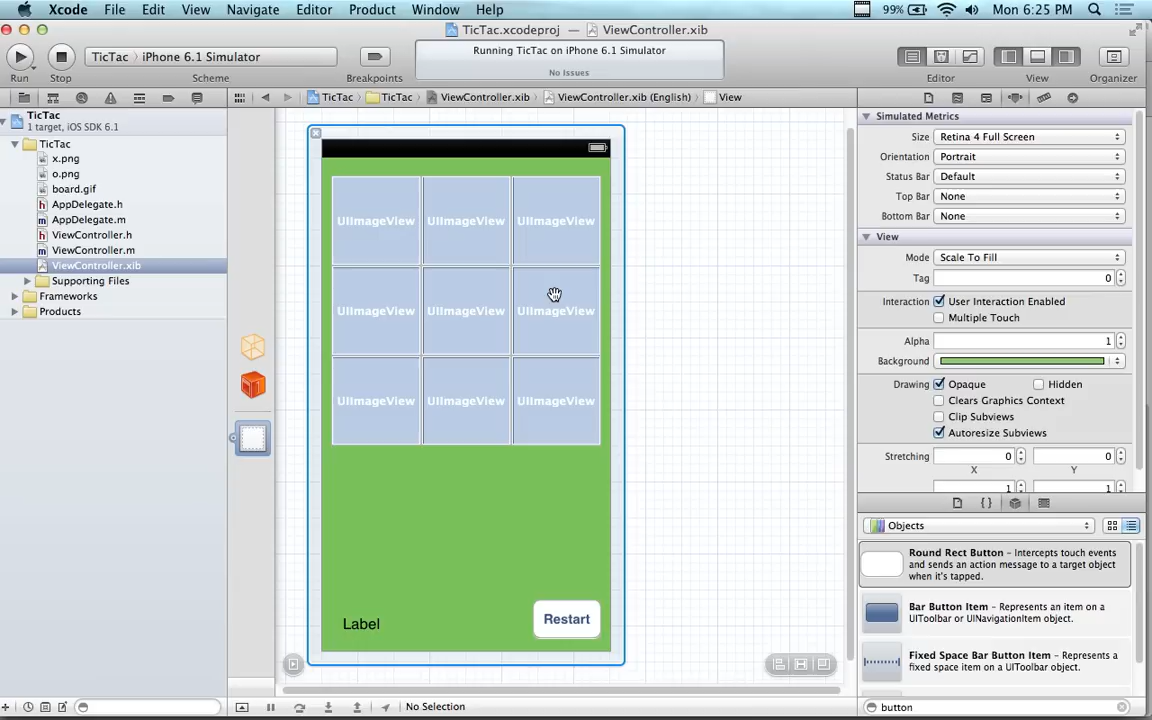 Xcode File Edit View Navigate Editor Product Window Help 99% Mon 6:25 PM
TicTac.xcodeproj — ViewController.xib
TicTac iPhone 6.1 Simulator
Running TicTac on iPhone 6.1 Simulator
No Issues
Run Stop Scheme Breakpoints Editor View Organizer
TicTac TicTac ViewController.xib ViewController.xib (English) View
TicTac
1 target, iOS SDK 6.1
TicTac
x.png
o.png
board.gif
AppDelegate.h
AppDelegate.m
ViewController.h
ViewController.m
ViewController.xib
Supporting Files
Frameworks
Products
UIImageView UIImageView UIImageView
UIImageView UIImageView UIImageView
UIImageView UIImageView UIImageView
Label Restart
Simulated Metrics
Size Retina 4 Full Screen
Orientation Portrait
Status Bar Default
Top Bar None
Bottom Bar None
View
Mode Scale To Fill
Tag 0
Interaction User Interaction Enabled
Multiple Touch
Alpha 1
Background
Drawing Opaque Hidden
Clears Graphics Context
Clip Subviews
Autoresize Subviews
Stretching 0 0
X Y
1 1
Objects
Round Rect Button – Intercepts touch events
and sends an action message to a target object
when it's tapped.
Bar Button Item – Represents an item on a
UIToolbar or UINavigationItem object.
Fixed Space Bar Button Item – Represents a
fixed space item on a UIToolbar object.
No Selection
button